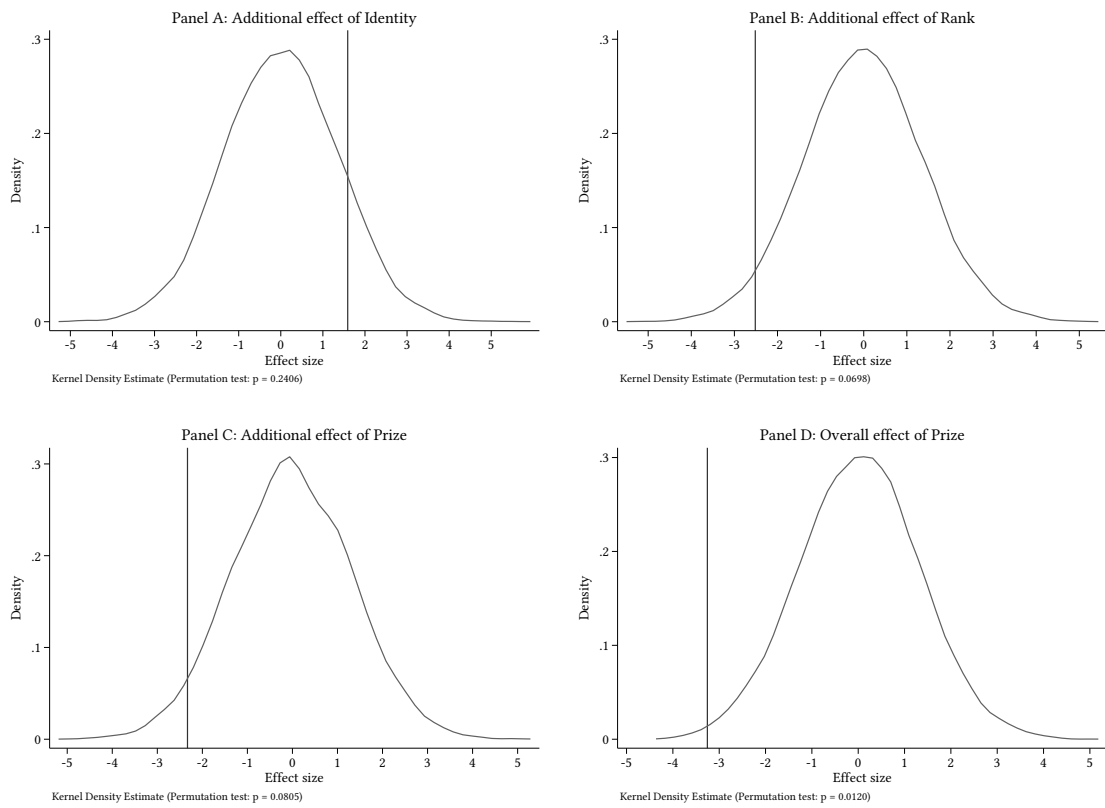 Panel A: Additional effect of Identity
.3
.2
.1
0
Density
-5 -4 -3 -2 -1 0 1 2 3 4 5
Effect size
Kernel Density Estimate (Permutation test: p = 0.2406)
Panel B: Additional effect of Rank
.3
.2
.1
0
Density
-5 -4 -3 -2 -1 0 1 2 3 4 5
Effect size
Kernel Density Estimate (Permutation test: p = 0.0698)
Panel C: Additional effect of Prize
.3
.2
.1
0
Density
-5 -4 -3 -2 -1 0 1 2 3 4 5
Effect size
Kernel Density Estimate (Permutation test: p = 0.0805)
Panel D: Overall effect of Prize
.3
.2
.1
0
Density
-5 -4 -3 -2 -1 0 1 2 3 4 5
Effect size
Kernel Density Estimate (Permutation test: p = 0.0120)